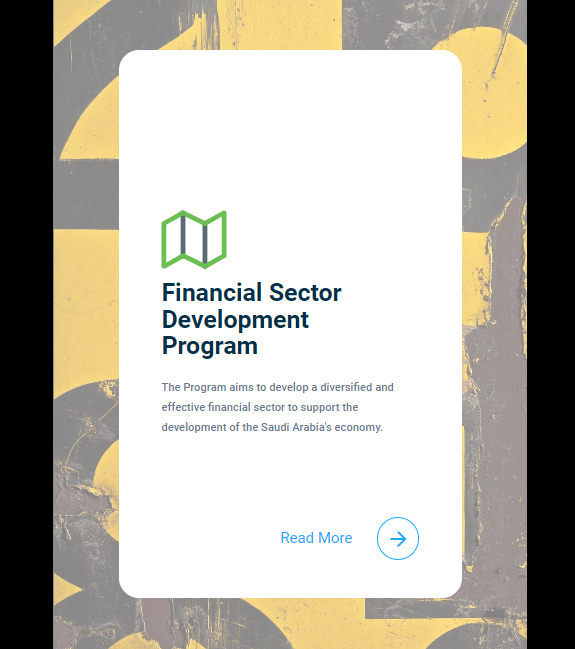 Financial Sector
Development
Program
The Program aims to develop a diversified and
effective financial sector to support the
development of the Saudi Arabia's economy.
Read More